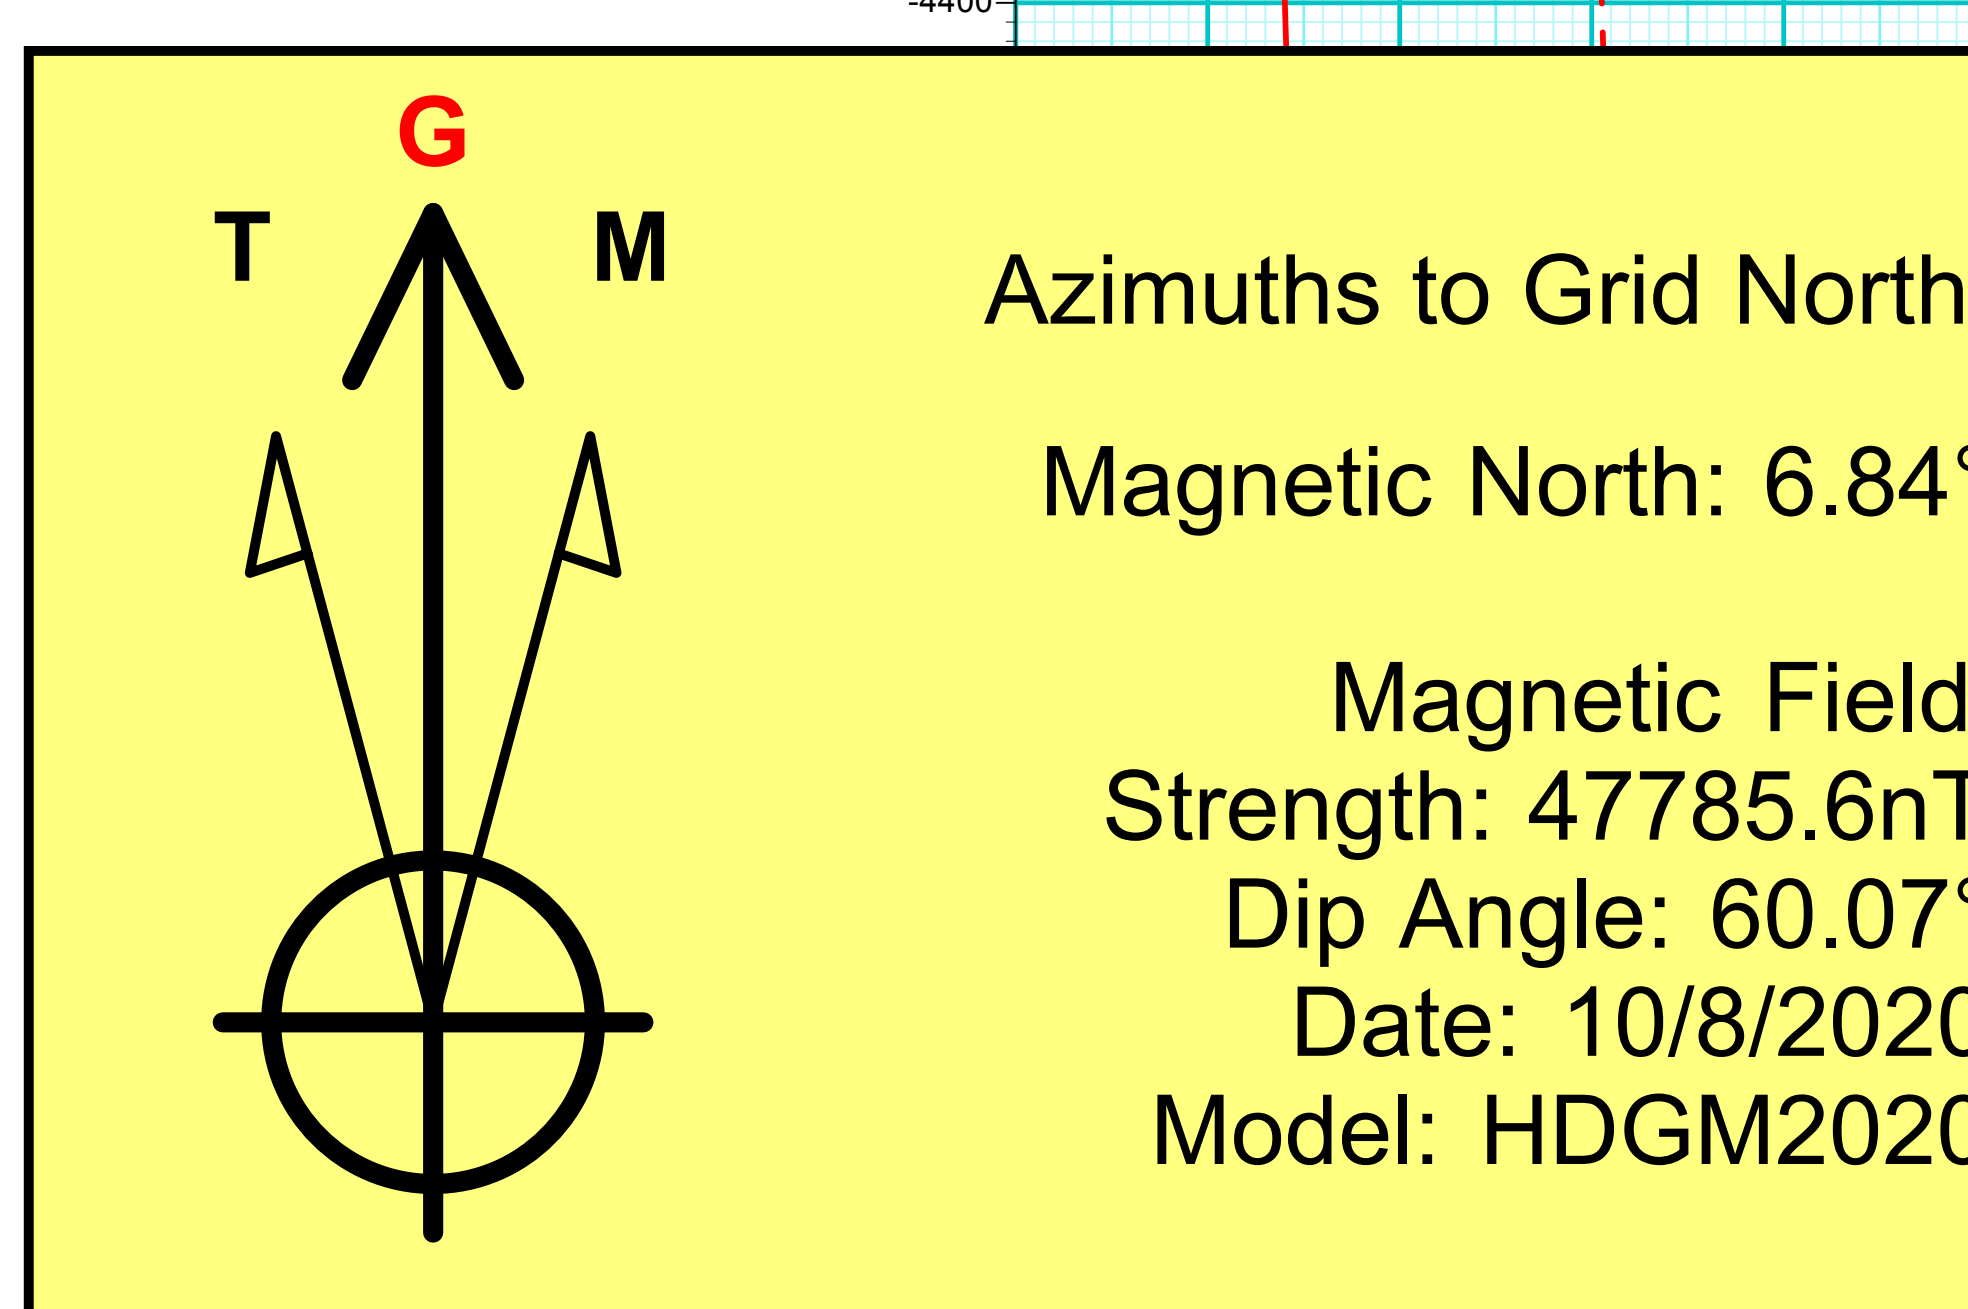 -4400
G
T M
Azimuths to Grid North
Magnetic North: 6.84°
Magnetic Field
Strength: 47785.6nT
Dip Angle: 60.07°
Date: 10/8/2020
Model: HDGM2020